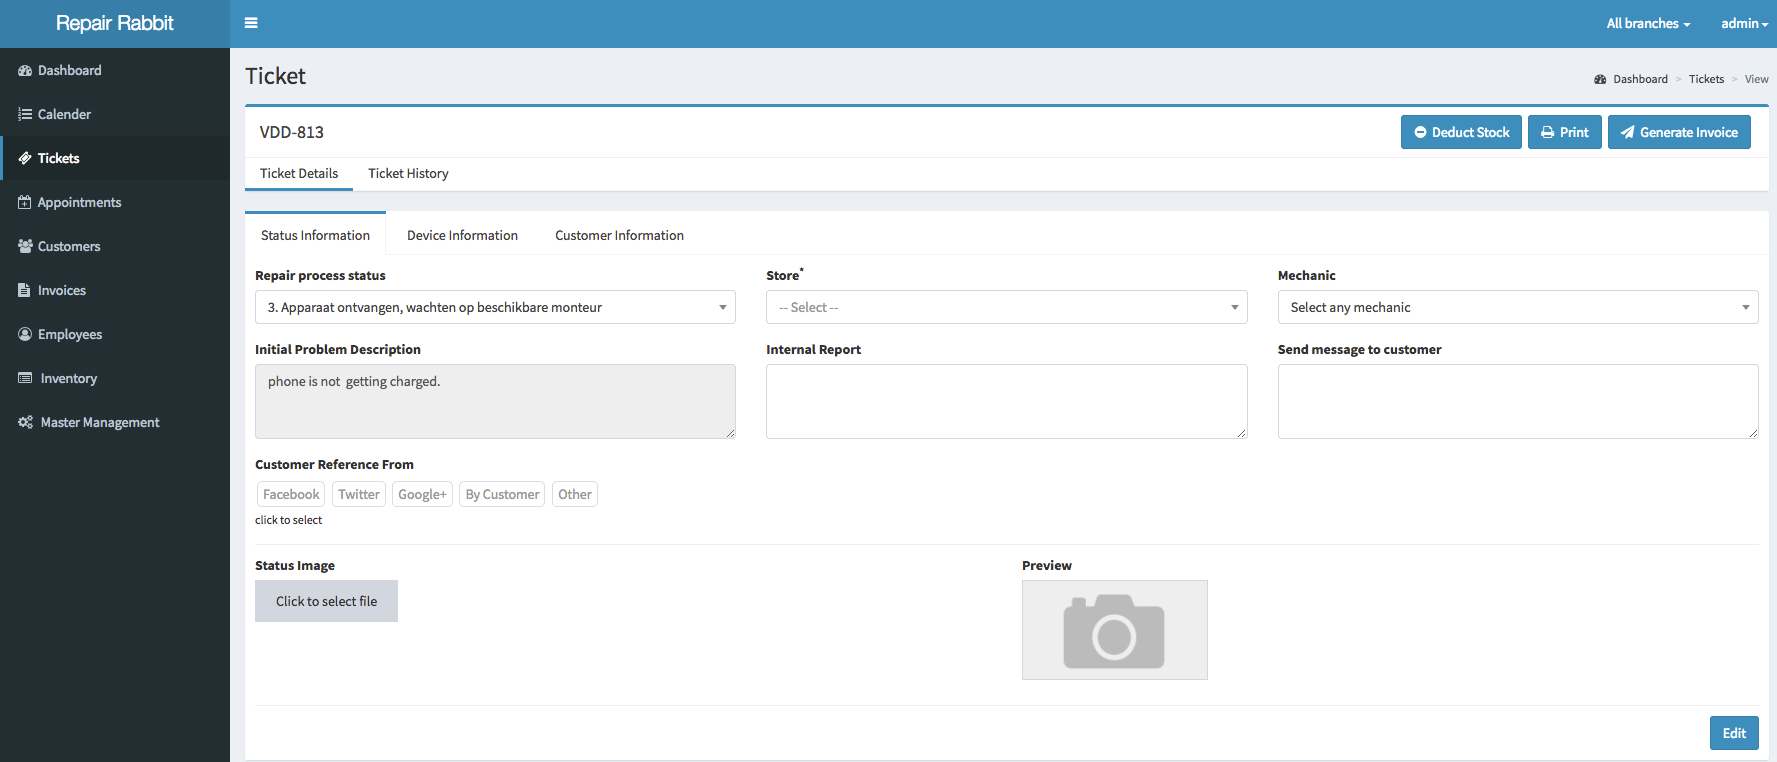 Repair Rabbit
All branches
admin
Dashboard
Calender
Tickets
Appointments
Customers
Invoices
Employees
Inventory
Master Management
Ticket
Dashboard > Tickets > View
VDD-813
Deduct Stock
Print
Generate Invoice
Ticket Details
Ticket History
Status Information
Device Information
Customer Information
Repair process status
Store*
Mechanic
3. Apparaat ontvangen, wachten op beschikbare monteur
-- Select --
Select any mechanic
Initial Problem Description
Internal Report
Send message to customer
phone is not  getting charged.
Customer Reference From
Facebook
Twitter
Google+
By Customer
Other
click to select
Status Image
Preview
Click to select file
Edit